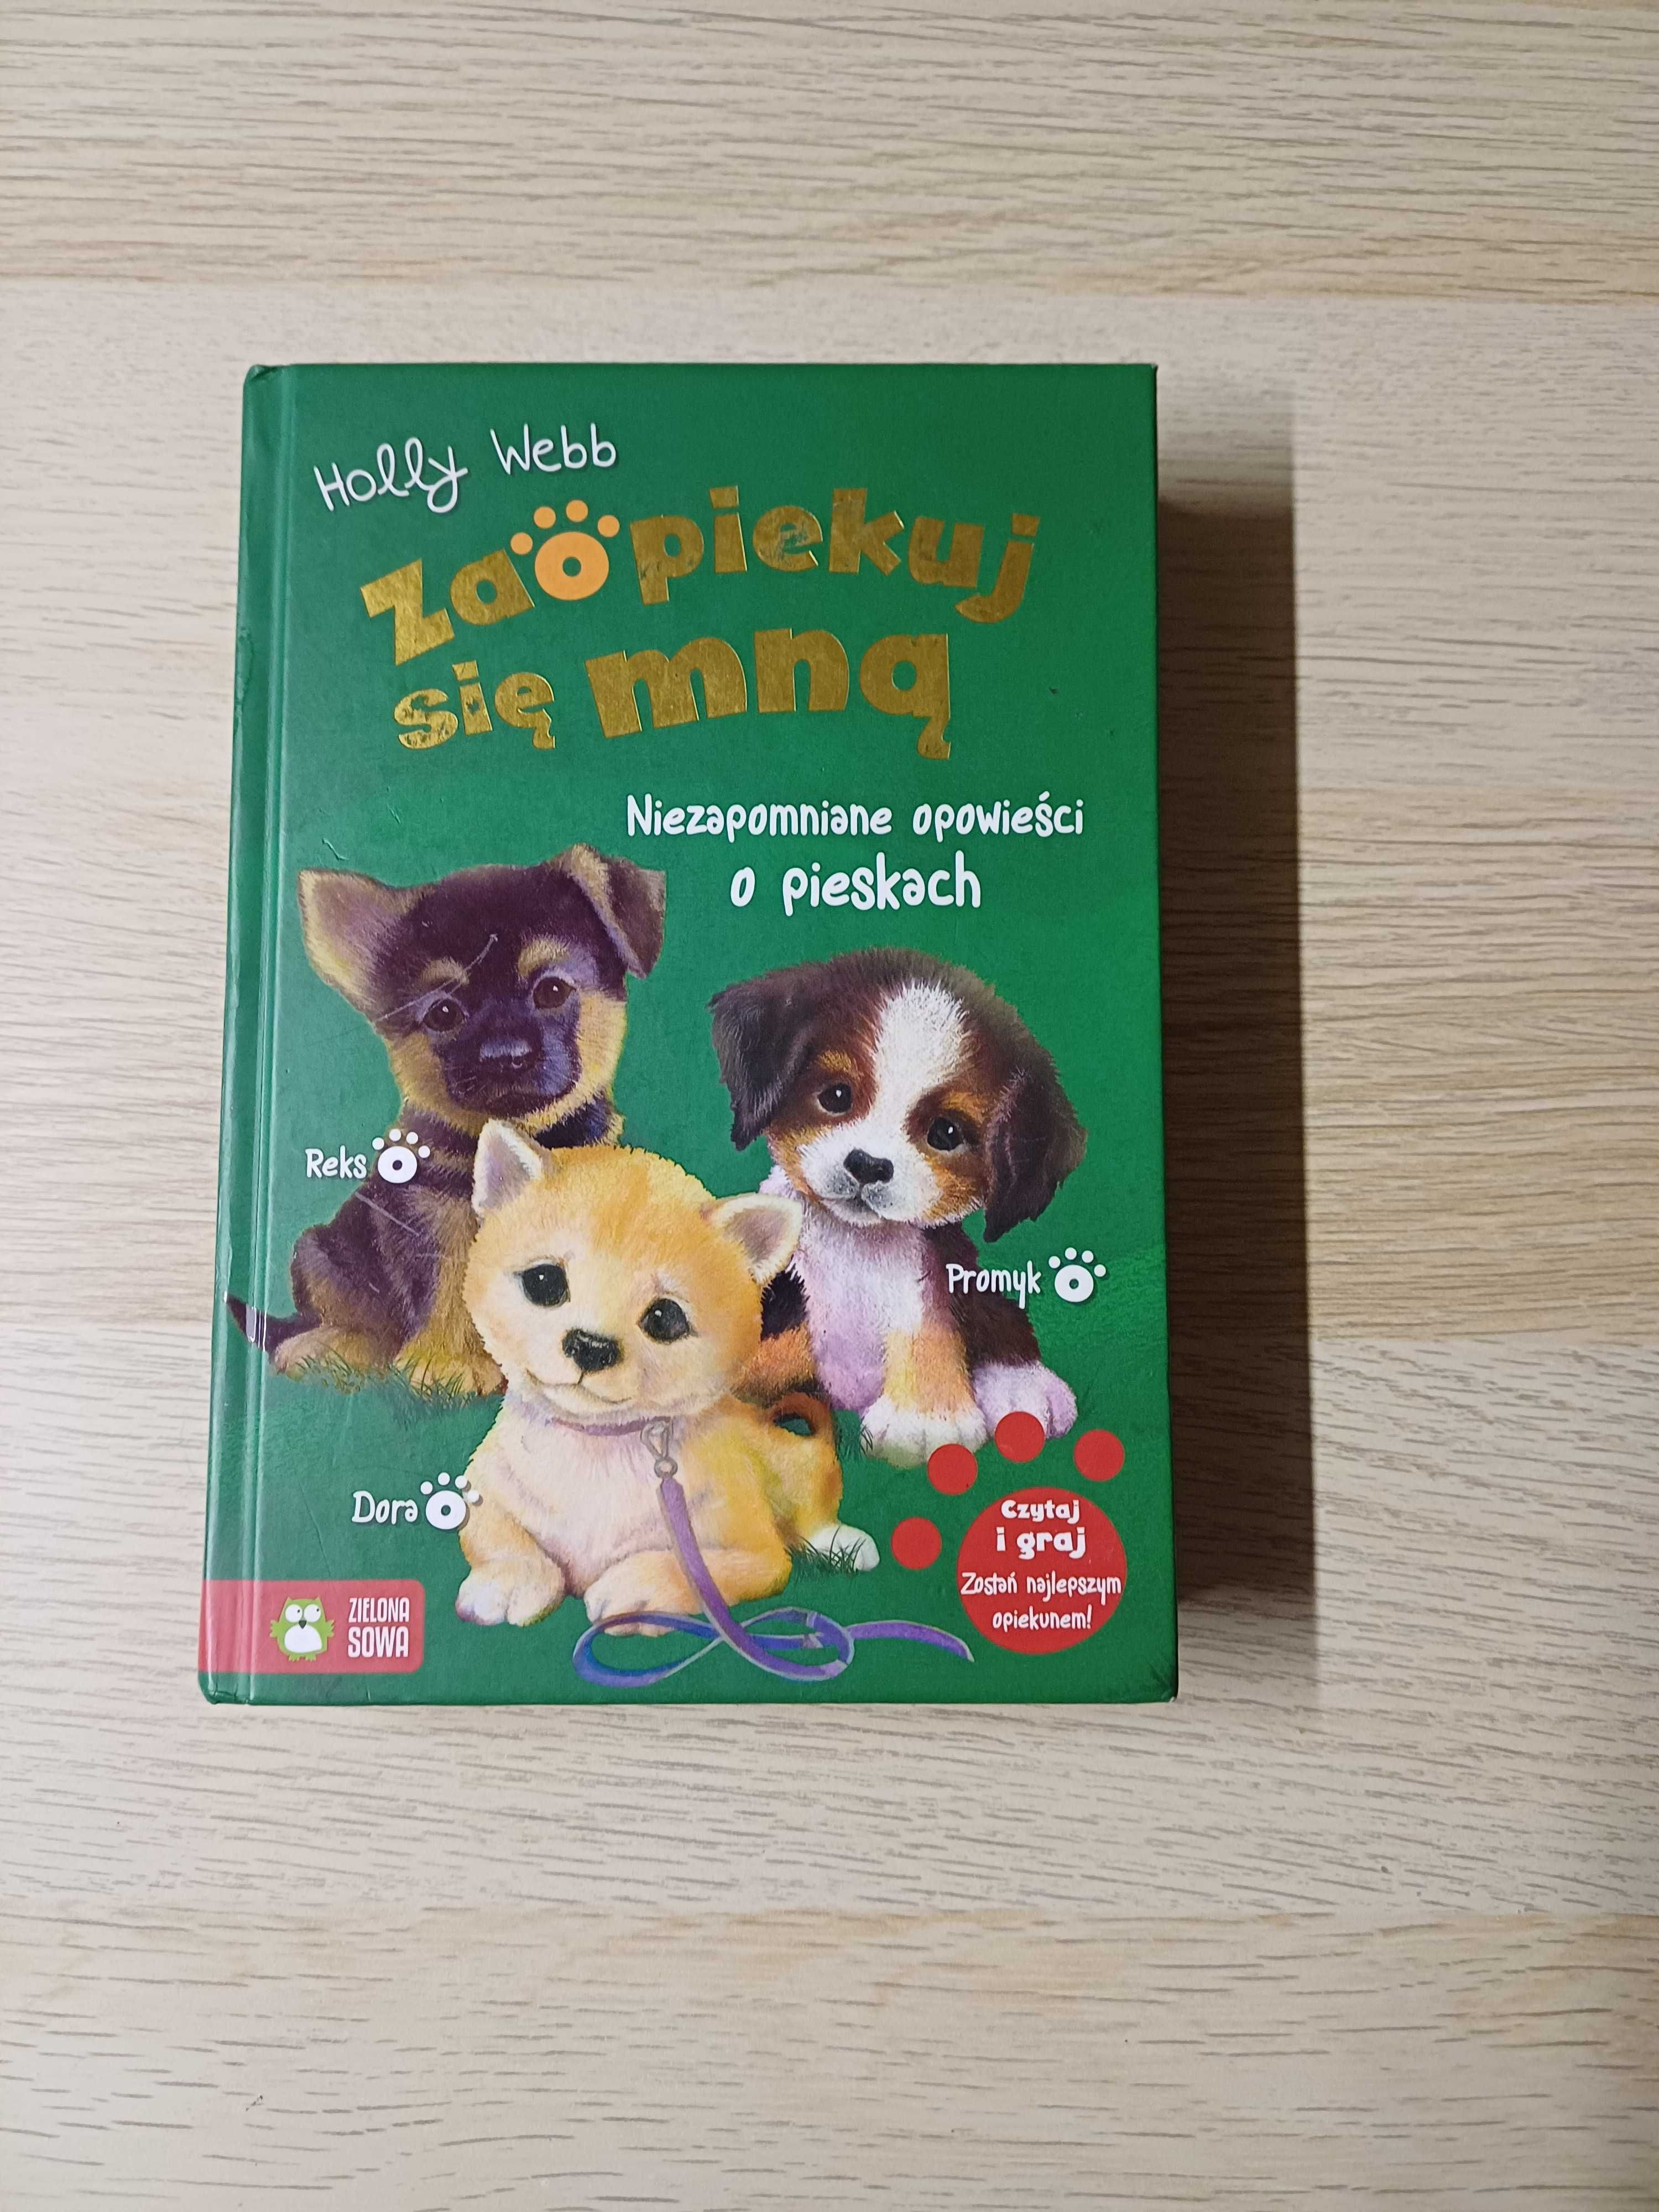 Holly Webb
Zaopiekuj
się mną
Niezapomniane opowieści
o pieskach
Reks
Promyk
Dora
Czytaj
i graj
Zostań najlepszym
opiekunem!
ZIELONA
SOWA